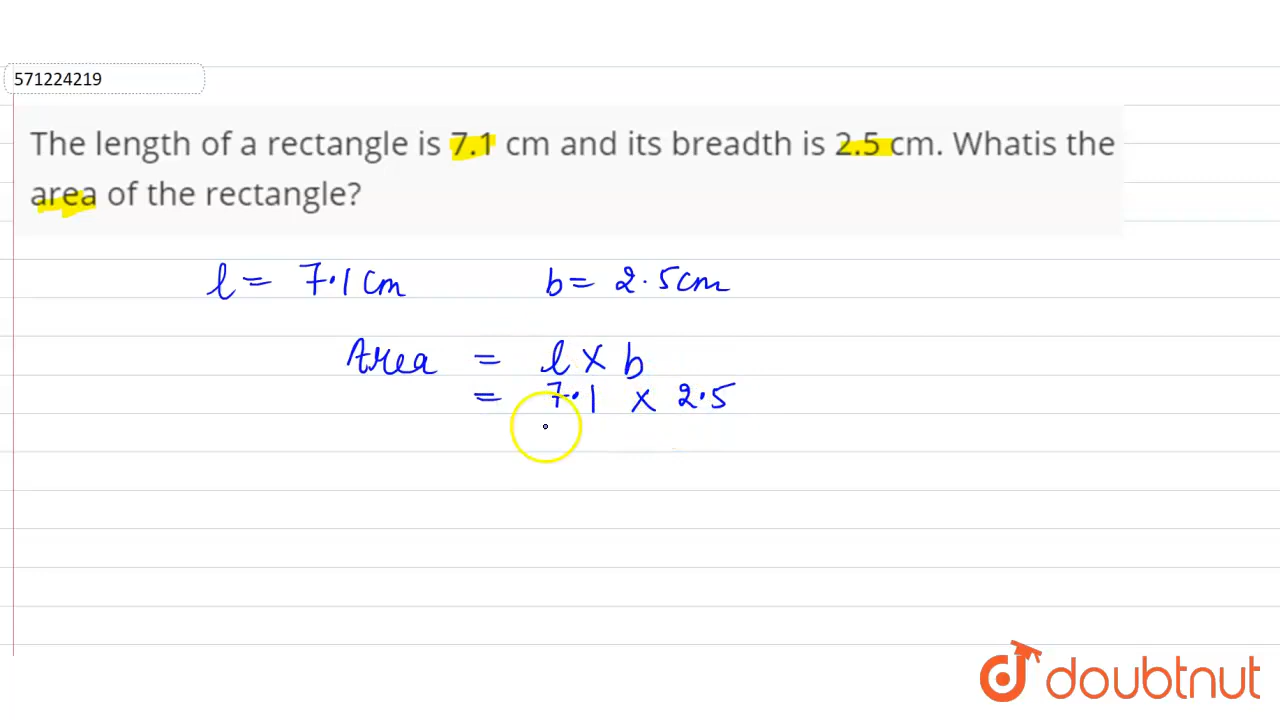 571224219
The length of a rectangle is 7.1 cm and its breadth is 2.5 cm. Whatis the
area of the rectangle?
l = 7.1 cm b = 2.5 cm
Area = l × b
= 7.1 × 2.5
doubtnut